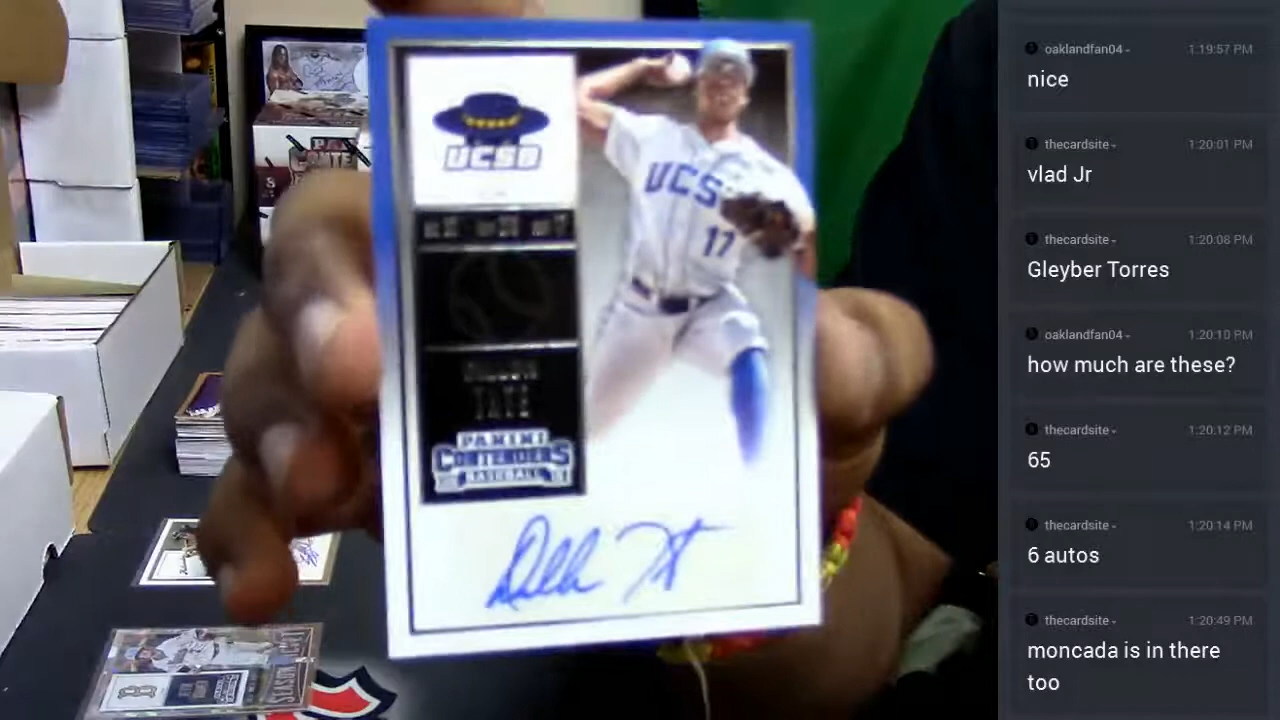 UCSB
UCS
17
TATE
PANINI
CONTENDERS
BASEBALL
SEASON
oaklandfan04
1:19:57 PM
nice
thecardsite
1:20:01 PM
vlad Jr
thecardsite
1:20:08 PM
Gleyber Torres
oaklandfan04
1:20:10 PM
how much are these?
thecardsite
1:20:12 PM
65
thecardsite
1:20:14 PM
6 autos
thecardsite
1:20:49 PM
moncada is in there
too